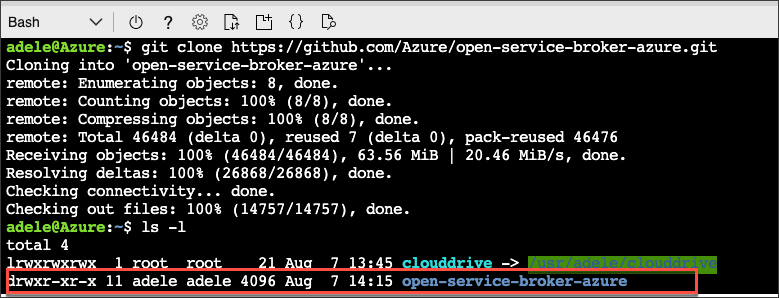 Bash
adele@Azure:~$ git clone https://github.com/Azure/open-service-broker-azure.git
Cloning into 'open-service-broker-azure'...
remote: Enumerating objects: 8, done.
remote: Counting objects: 100% (8/8), done.
remote: Compressing objects: 100% (8/8), done.
remote: Total 46484 (delta 0), reused 7 (delta 0), pack-reused 46476
Receiving objects: 100% (46484/46484), 63.56 MiB | 20.46 MiB/s, done.
Resolving deltas: 100% (26868/26868), done.
Checking connectivity... done.
Checking out files: 100% (14757/14757), done.
adele@Azure:~$ ls -l
total 4
lrwxrwxrwx  1 root  root    21 Aug  7 13:45 clouddrive -> /usr/adele/clouddrive
drwxr-xr-x 11 adele adele 4096 Aug  7 14:15 open-service-broker-azure